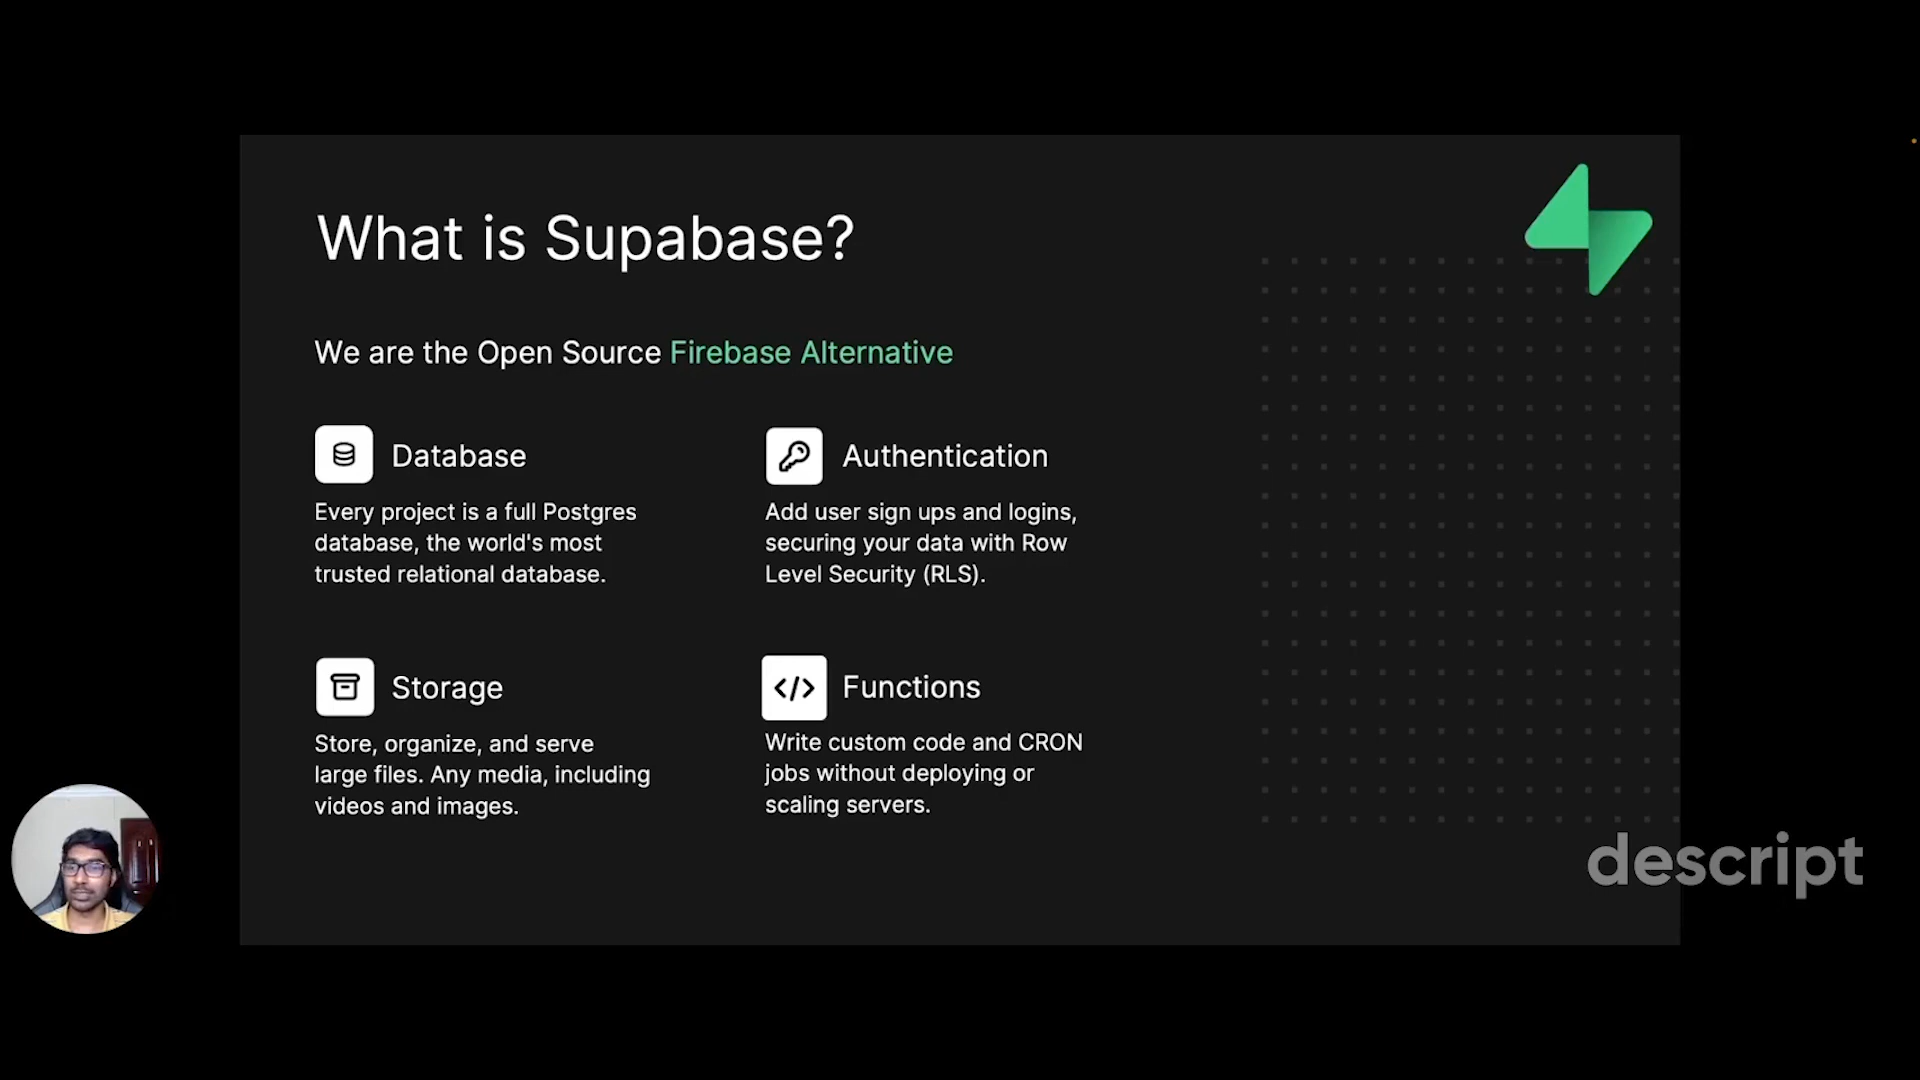 What is Supabase?
We are the Open Source Firebase Alternative
Database
Every project is a full Postgres
database, the world's most
trusted relational database.
Authentication
Add user sign ups and logins,
securing your data with Row
Level Security (RLS).
Storage
Store, organize, and serve
large files. Any media, including
videos and images.
Functions
Write custom code and CRON
jobs without deploying or
scaling servers.
descript